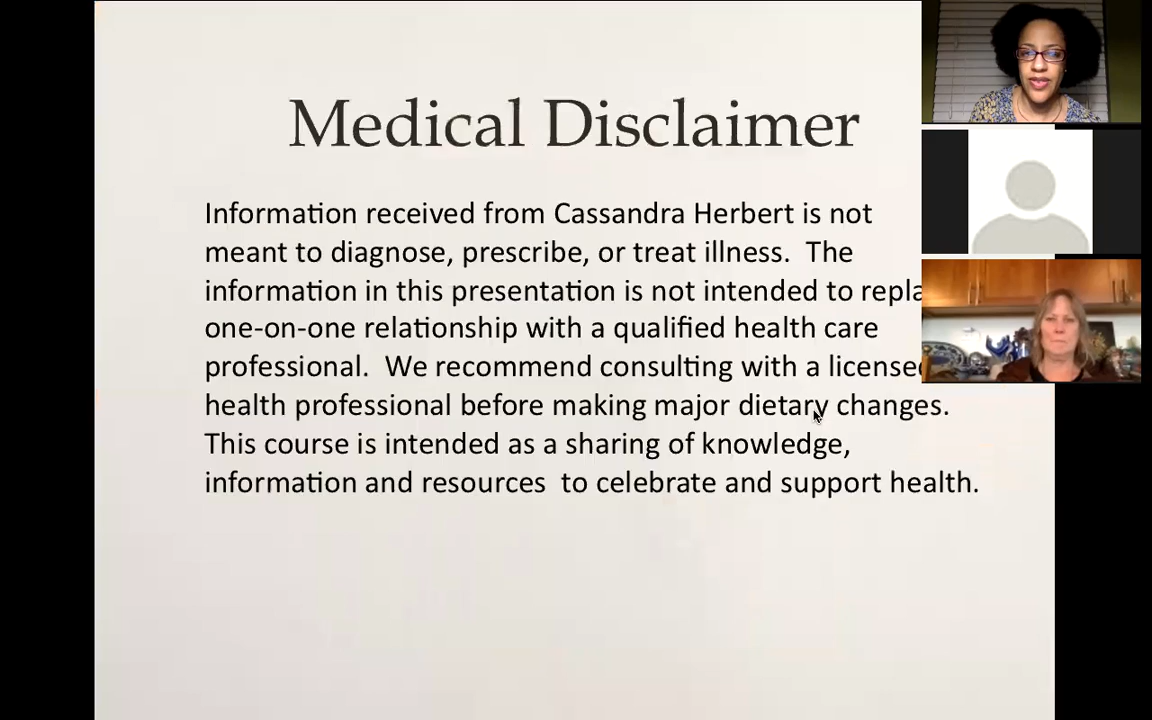 Medical Disclaimer
Information received from Cassandra Herbert is not
meant to diagnose, prescribe, or treat illness.  The
information in this presentation is not intended to
one-on-one relationship with a qualified health care
professional.  We recommend consulting with a
health professional before making major dietary changes.
This course is intended as a sharing of knowledge,
information and resources  to celebrate and support health.